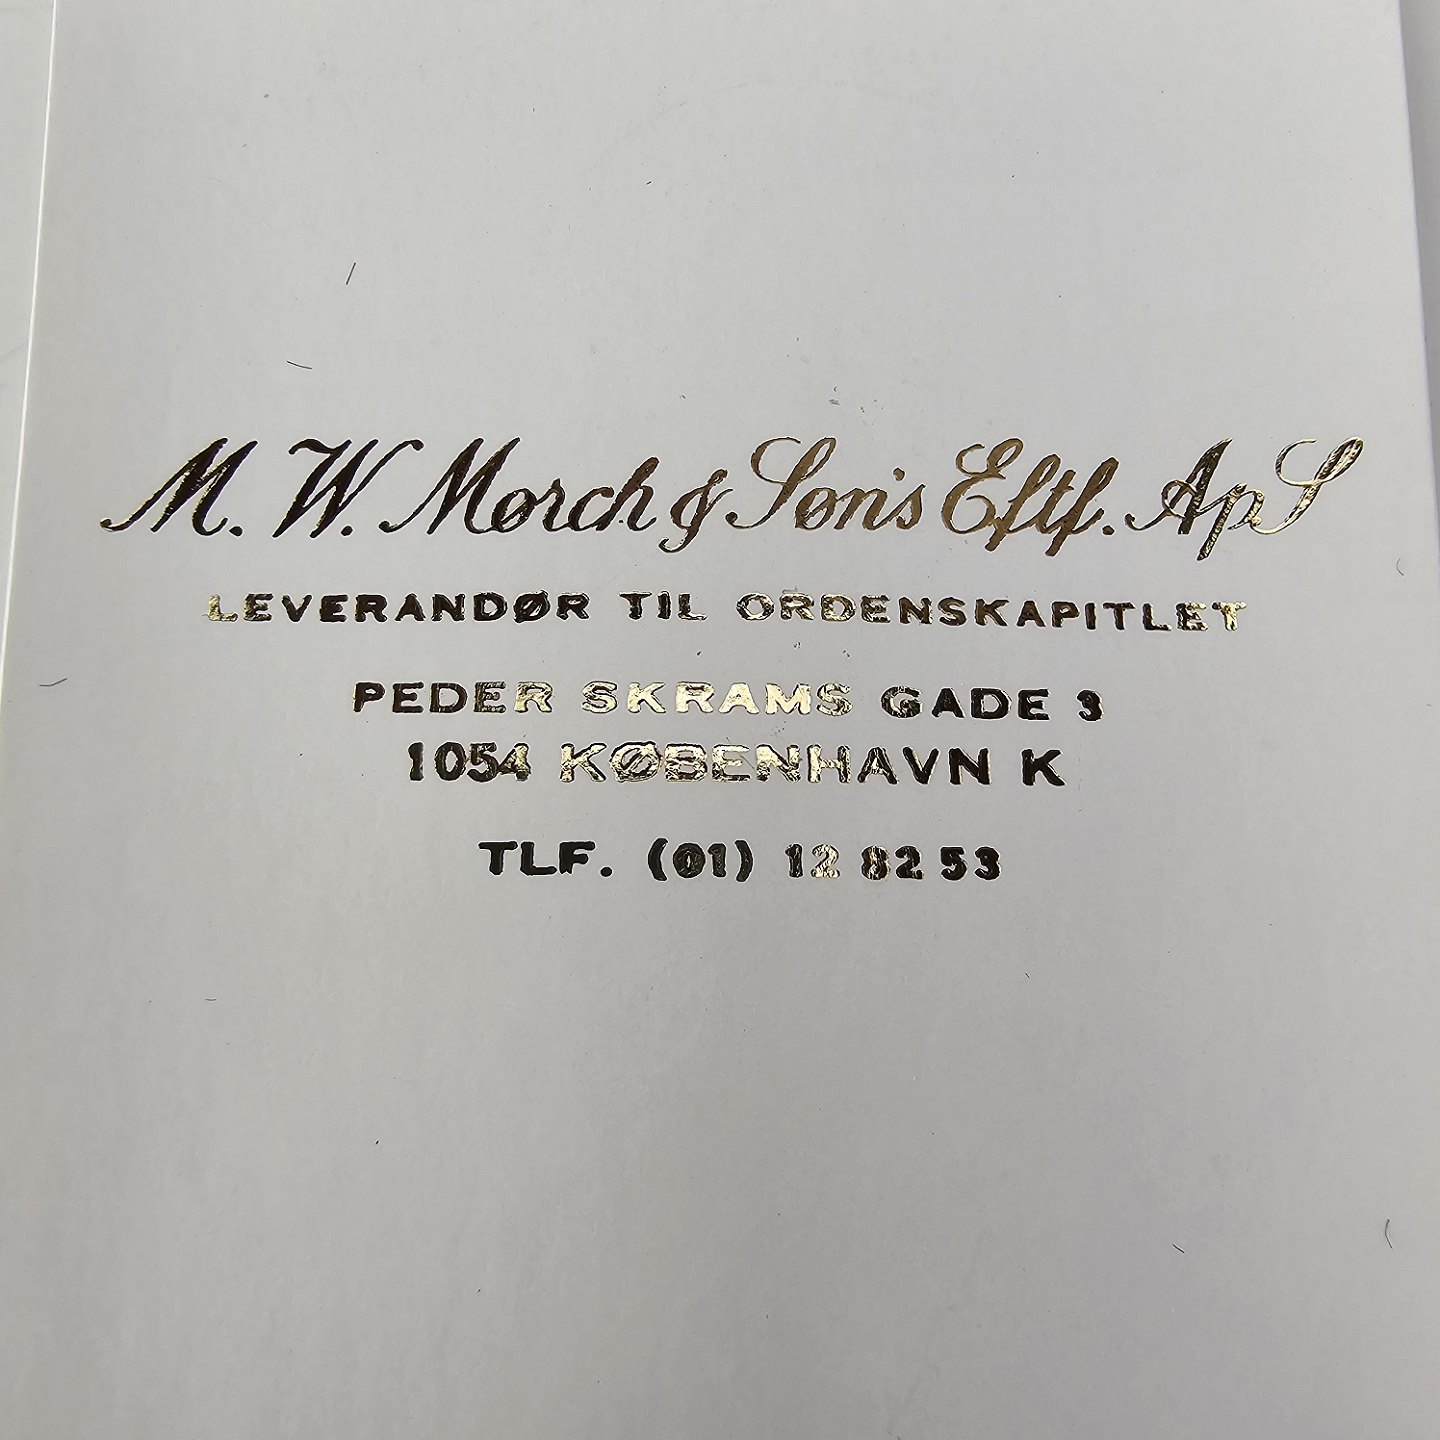 M. W. Mørch & Søn's Eftf. ApS
LEVERANDØR TIL ORDENSKAPITLET
PEDER SKRAMS GADE 3
1054 KØBENHAVN K
TLF. (01) 12 82 53